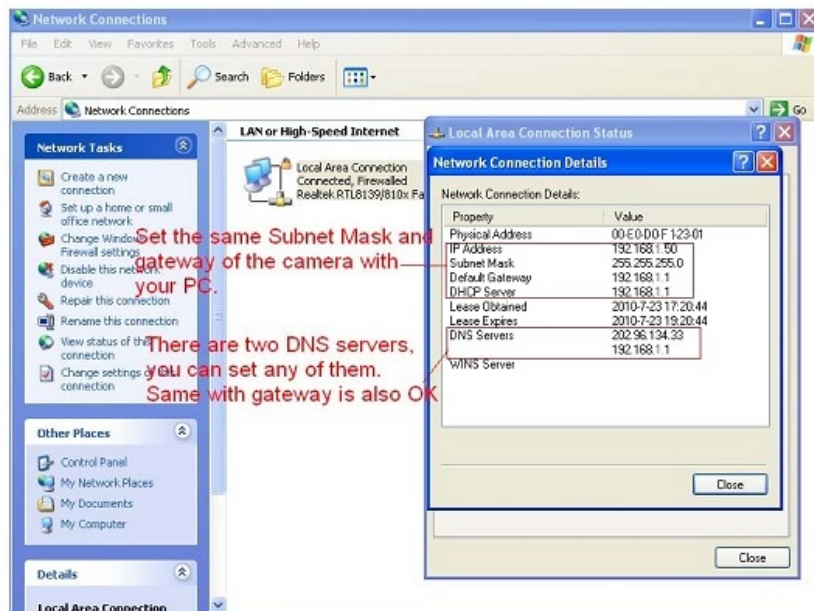 Network Connections
File Edit View Favorites Tools Advanced Help
Back Search Folders
Address Network Connections Go
Network Tasks
Create a new
connection
Set up a home or small
office network
Change Windows
Firewall settings
Disable this network
device
Repair this connection
Rename this connection
View status of this
connection
Change settings of this
connection
Other Places
Control Panel
My Network Places
My Documents
My Computer
Details
Local Area Connection
LAN or High-Speed Internet
Local Area Connection
Connected, Firewalled
Realtek RTL8139/810x Fa
Set the same Subnet Mask and
gateway of the camera with
your PC.
There are two DNS servers,
you can set any of them.
Same with gateway is also OK
Local Area Connection Status
Network Connection Details
Network Connection Details:
Property Value
Physical Address 00-E0-D0-F1-23-01
IP Address 192.168.1.50
Subnet Mask 255.255.255.0
Default Gateway 192.168.1.1
DHCP Server 192.168.1.1
Lease Obtained 2010-7-23 17:20:44
Lease Expires 2010-7-23 19:20:44
DNS Servers 202.96.134.33
192.168.1.1
WINS Server
Close
Close